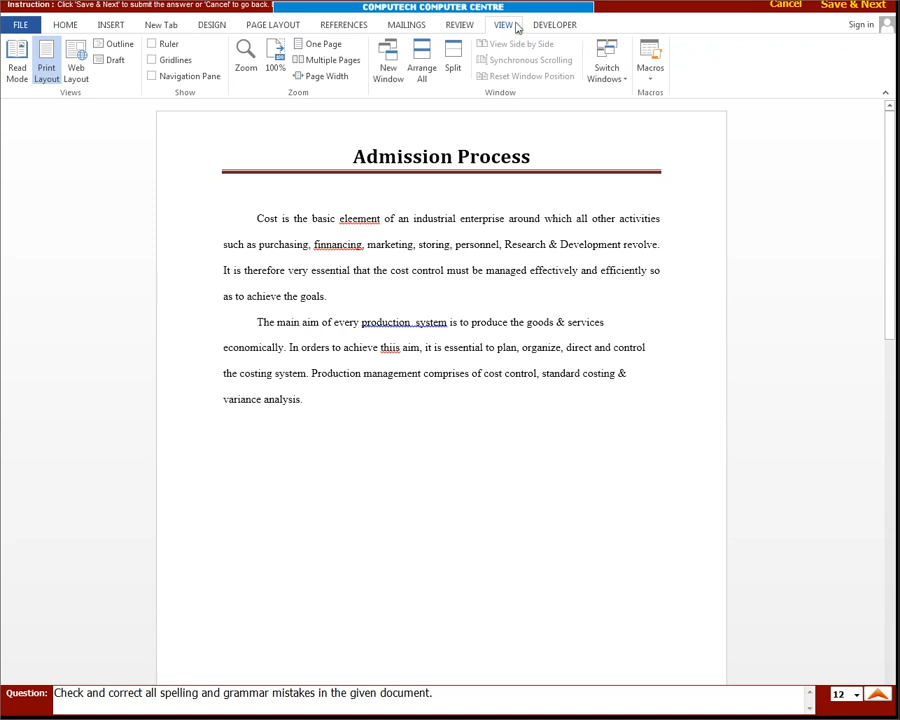 Instruction : Click 'Save & Next' to submit the answer or 'Cancel' to go back.
COMPUTECH COMPUTER CENTRE
Cancel Save & Next
FILE HOME INSERT New Tab DESIGN PAGE LAYOUT REFERENCES MAILINGS REVIEW VIEW DEVELOPER Sign in
Read Mode
Print Layout
Web Layout
Outline
Draft
Views
Ruler
Gridlines
Navigation Pane
Show
Zoom
100%
One Page
Multiple Pages
Page Width
Zoom
New Window
Arrange All
Split
View Side by Side
Synchronous Scrolling
Reset Window Position
Window
Switch Windows
Macros
Macros
Admission Process
Cost is the basic eleement of an industrial enterprise around which all other activities
such as purchasing, finnancing, marketing, storing, personnel, Research & Development revolve.
It is therefore very essential that the cost control must be managed effectively and efficiently so
as to achieve the goals.
The main aim of every production  system is to produce the goods & services
economically. In orders to achieve thiis aim, it is essential to plan, organize, direct and control
the costing system. Production management comprises of cost control, standard costing &
variance analysis.
Question: Check and correct all spelling and grammar mistakes in the given document.
12